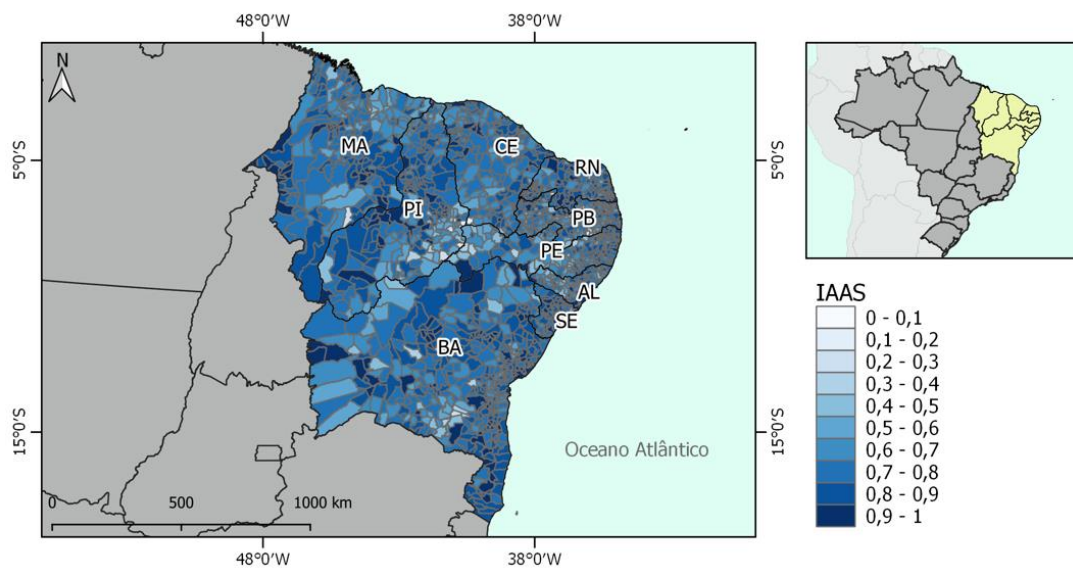 48°0'W 38°0'W
N
MA CE
5°0'S 5°0'S
RN
PI PB
PE
AL
SE
BA
IAAS
0 - 0,1
0,1 - 0,2
0,2 - 0,3
0,3 - 0,4
0,4 - 0,5
0,5 - 0,6
0,6 - 0,7
0,7 - 0,8
0,8 - 0,9
0,9 - 1
15°0'S 15°0'S
Oceano Atlântico
0 500 1000 km
48°0'W 38°0'W